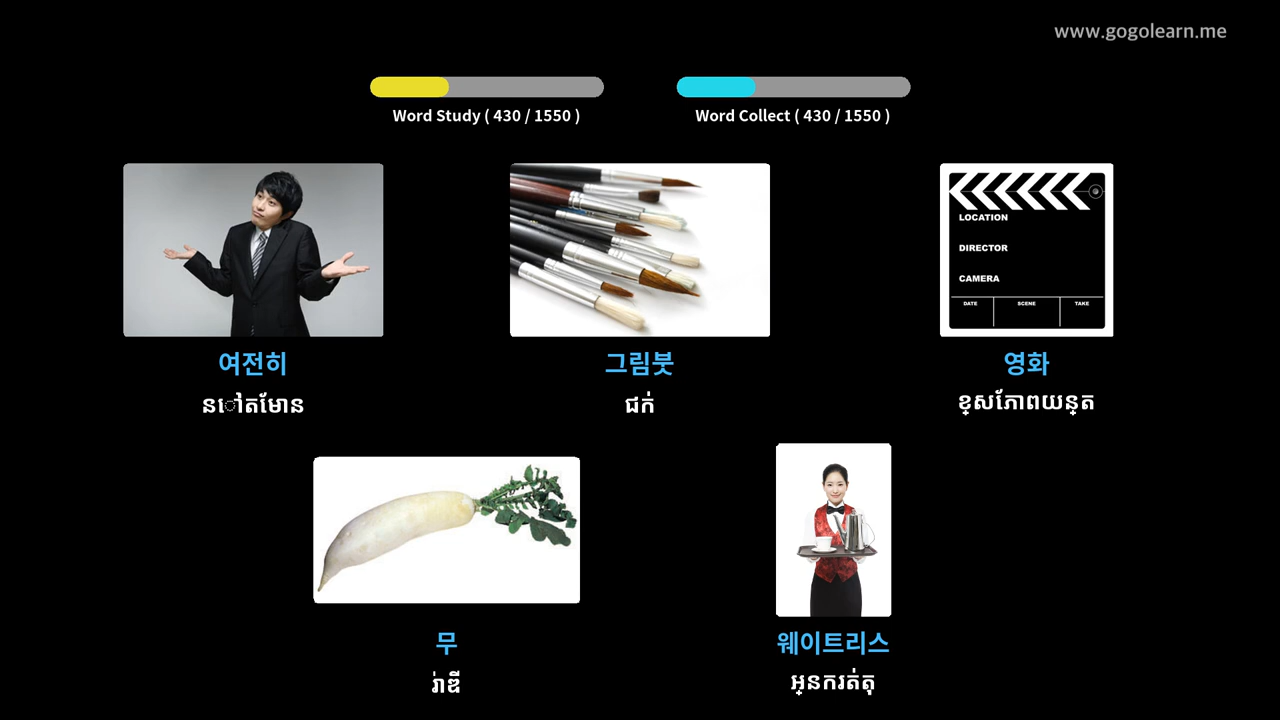 www.gogolearn.me
Word Study ( 430 / 1550 )
Word Collect ( 430 / 1550 )
LOCATION
DIRECTOR
CAMERA
DATE SCENE TAKE
여전히
그림붓
영화
នៅតែមាន
ជក់
ខ្សែភាពយន្ត
무
웨이트리스
រ៉ាឌី
អ្នករត់តុ